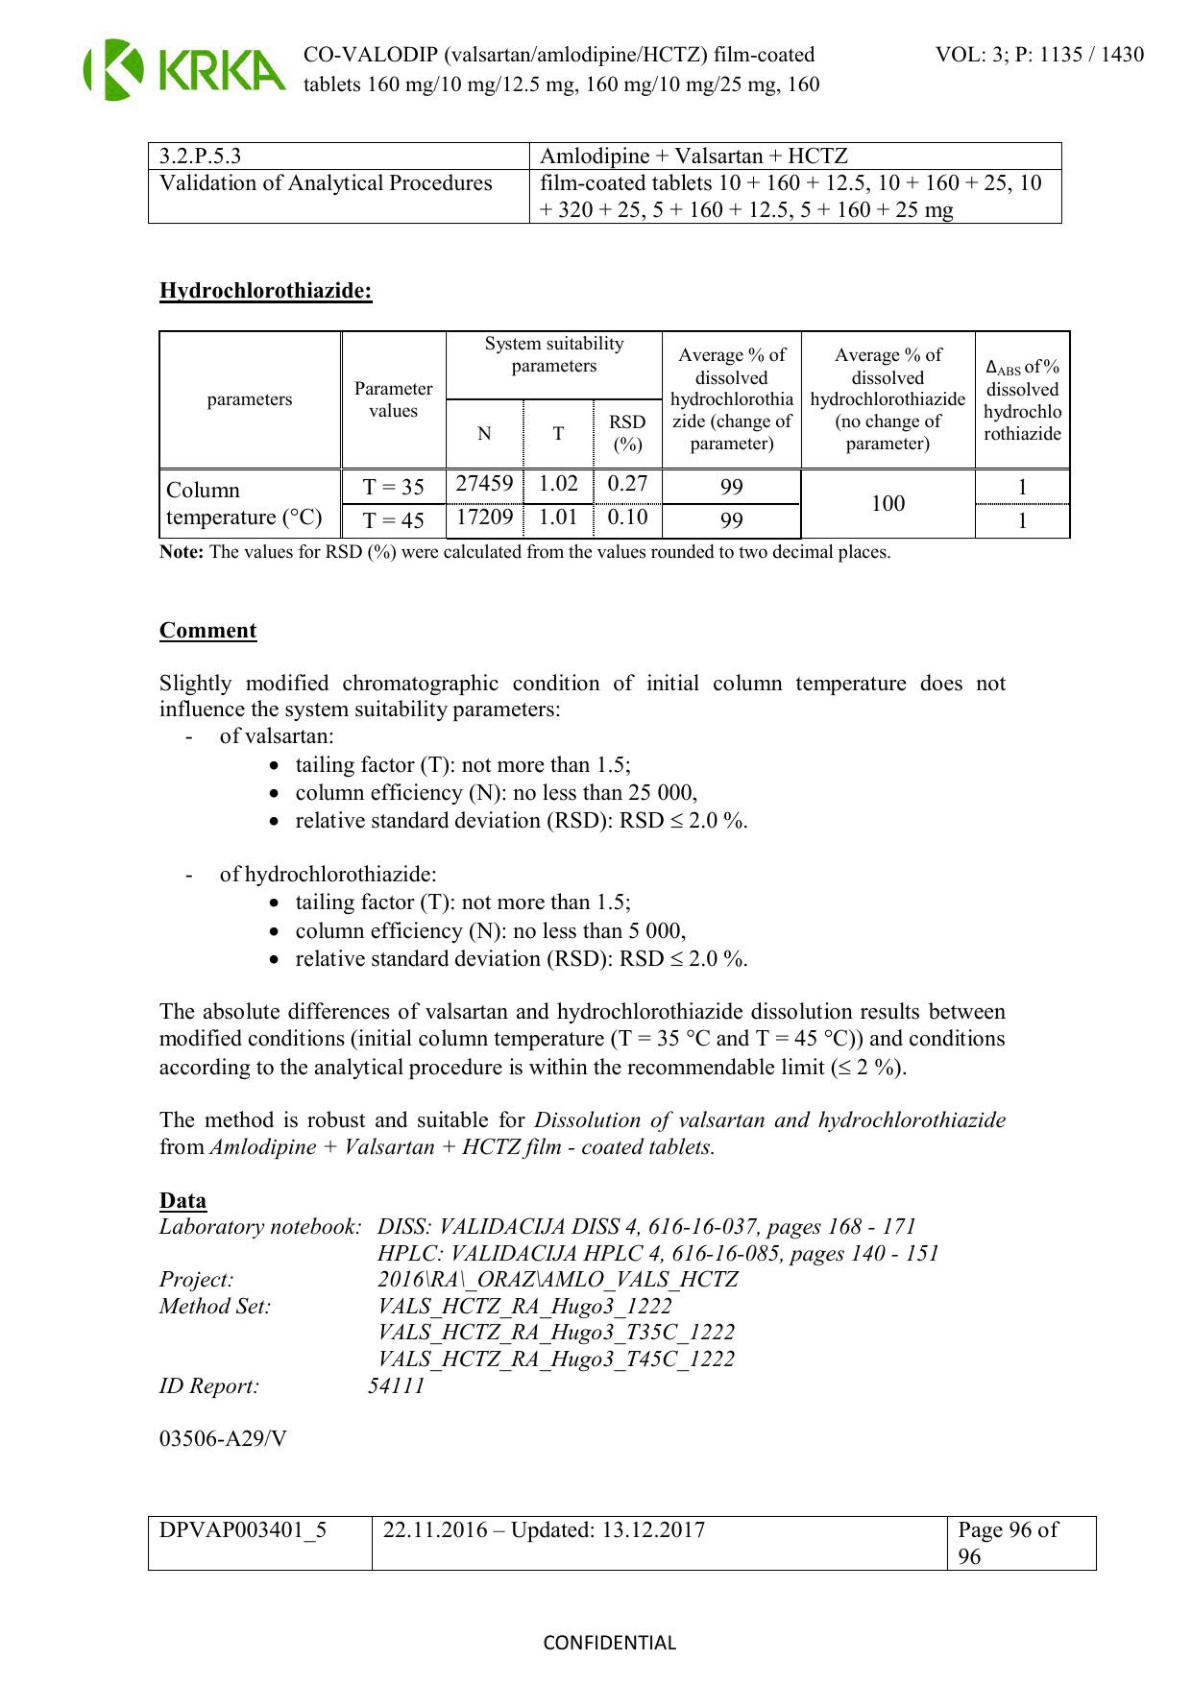 KRKA
CO-VALODIP (valsartan/amlodipine/HCTZ) film-coated
tablets 160 mg/10 mg/12.5 mg, 160 mg/10 mg/25 mg, 160
VOL: 3; P: 1135 / 1430
3.2.P.5.3
Amlodipine + Valsartan + HCTZ
Validation of Analytical Procedures
film-coated tablets 10 + 160 + 12.5, 10 + 160 + 25, 10
+ 320 + 25, 5 + 160 + 12.5, 5 + 160 + 25 mg
Hydrochlorothiazide:
parameters
Parameter
values
System suitability
parameters
N
T
RSD
(%)
Average % of
dissolved
hydrochlorothia
zide (change of
parameter)
Average % of
dissolved
hydrochlorothiazide
(no change of
parameter)
ΔABS of %
dissolved
hydrochlo
rothiazide
Column
temperature (°C)
T = 35
27459
1.02
0.27
99
100
1
T = 45
17209
1.01
0.10
99
1
Note: The values for RSD (%) were calculated from the values rounded to two decimal places.
Comment
Slightly modified chromatographic condition of initial column temperature does not
influence the system suitability parameters:
- of valsartan:
• tailing factor (T): not more than 1.5;
• column efficiency (N): no less than 25 000,
• relative standard deviation (RSD): RSD ≤ 2.0 %.
- of hydrochlorothiazide:
• tailing factor (T): not more than 1.5;
• column efficiency (N): no less than 5 000,
• relative standard deviation (RSD): RSD ≤ 2.0 %.
The absolute differences of valsartan and hydrochlorothiazide dissolution results between
modified conditions (initial column temperature (T = 35 °C and T = 45 °C)) and conditions
according to the analytical procedure is within the recommendable limit (≤ 2 %).
The method is robust and suitable for Dissolution of valsartan and hydrochlorothiazide
from Amlodipine + Valsartan + HCTZ film - coated tablets.
Data
Laboratory notebook: DISS: VALIDACIJA DISS 4, 616-16-037, pages 168 - 171
HPLC: VALIDACIJA HPLC 4, 616-16-085, pages 140 - 151
Project: 2016\RA\_ORAZ\AMLO_VALS_HCTZ
Method Set: VALS_HCTZ_RA_Hugo3_1222
VALS_HCTZ_RA_Hugo3_T35C_1222
VALS_HCTZ_RA_Hugo3_T45C_1222
ID Report: 54111
03506-A29/V
DPVAP003401_5
22.11.2016 – Updated: 13.12.2017
Page 96 of
96
CONFIDENTIAL